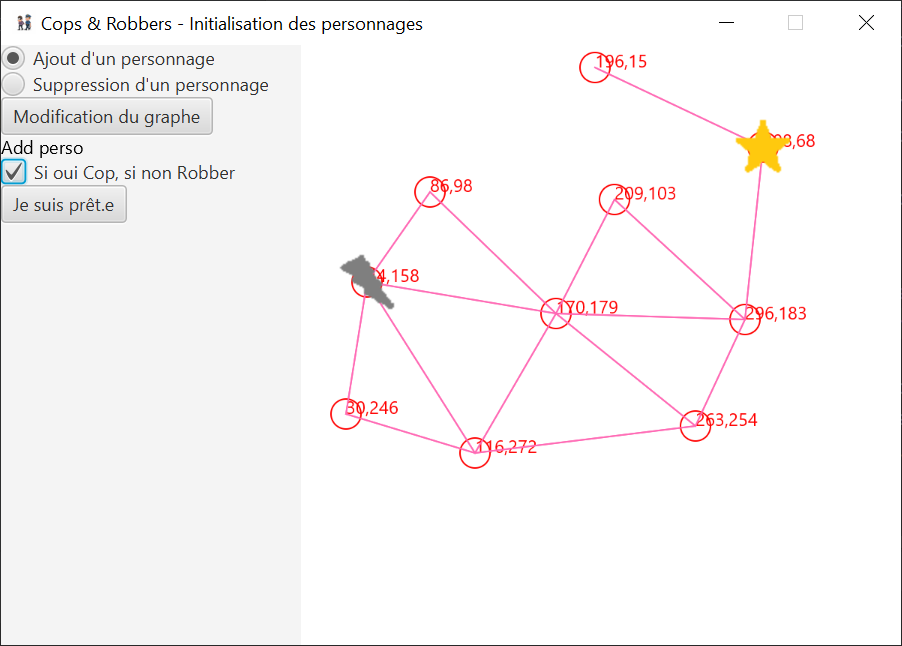 Cops & Robbers - Initialisation des personnages
Ajout d'un personnage
Suppression d'un personnage
Modification du graphe
Add perso
Si oui Cop, si non Robber
Je suis prêt.e
196,15
8,68
86,98
209,103
4,158
170,179
296,183
30,246
263,254
116,272